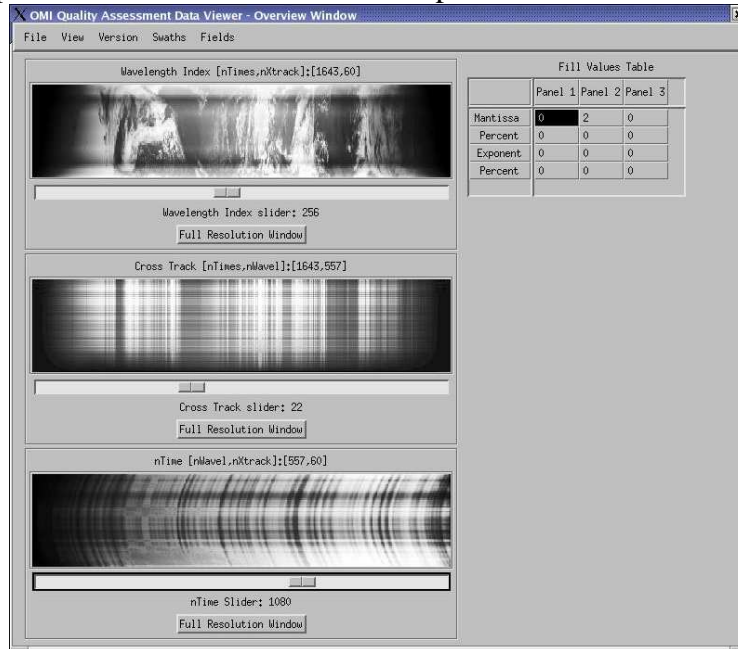 X OMI Quality Assessment Data Viewer - Overview Window
File View Version Swaths Fields
Wavelength Index [nTimes,nXtrack]:[1643,60]
Wavelength Index slider: 256
Full Resolution Window
Cross Track [nTimes,nWavel]:[1643,557]
Cross Track slider: 22
Full Resolution Window
nTime [nWavel,nXtrack]:[557,60]
nTime Slider: 1080
Full Resolution Window
Fill Values Table
Panel 1 Panel 2 Panel 3
Mantissa 0 2 0
Percent 0 0 0
Exponent 0 0 0
Percent 0 0 0